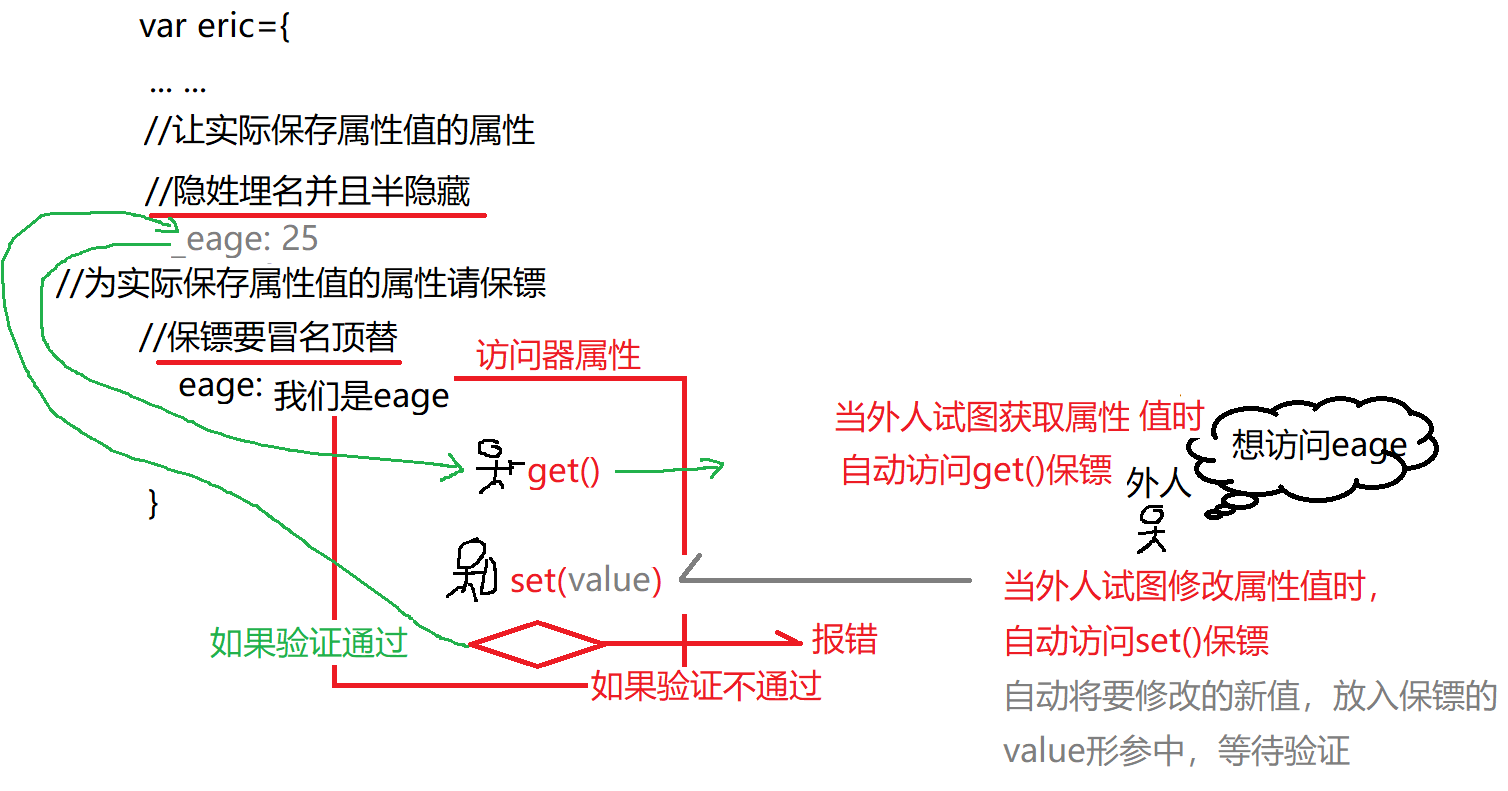 var eric={
... ...
//让实际保存属性值的属性
//隐姓埋名并且半隐藏
_eage: 25
//为实际保存属性值的属性请保镖
//保镖要冒名顶替
访问器属性
eage: 我们是eage
当外人试图获取属性 值时
想访问eage
get()
自动访问get()保镖
外人
}
set(value)
当外人试图修改属性值时，
如果验证通过
报错
自动访问set()保镖
如果验证不通过
自动将要修改的新值，放入保镖的
value形参中，等待验证